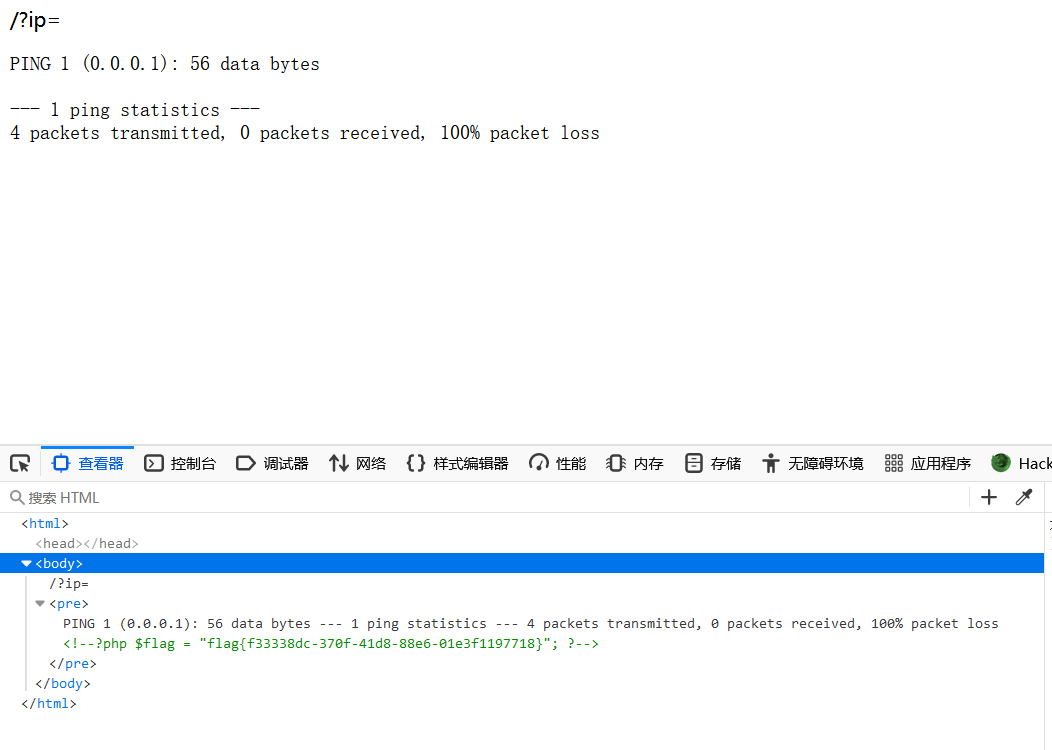 /?ip=
PING 1 (0.0.0.1): 56 data bytes
--- 1 ping statistics ---
4 packets transmitted, 0 packets received, 100% packet loss
查看器 控制台 调试器 网络 {} 样式编辑器 性能 内存 存储 无障碍环境 应用程序 Hack
搜索 HTML
<html>
<head></head>
<body>
/?ip=
<pre>
PING 1 (0.0.0.1): 56 data bytes --- 1 ping statistics --- 4 packets transmitted, 0 packets received, 100% packet loss
<!--?php $flag = "flag{f33338dc-370f-41d8-88e6-01e3f1197718}"; ?-->
</pre>
</body>
</html>